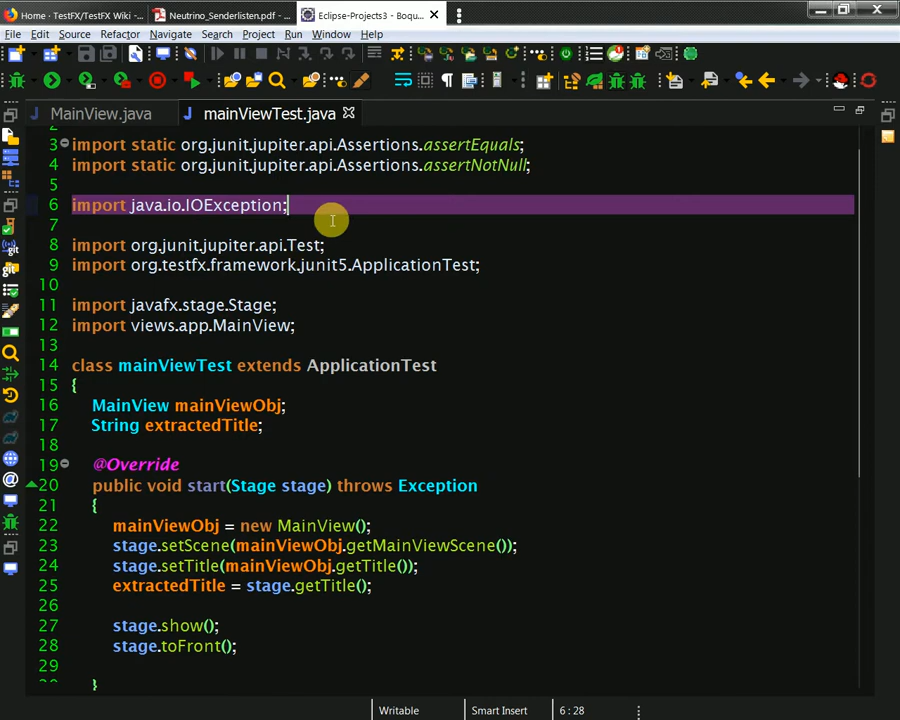 Home · TestFX/TestFX Wiki · ...
Neutrino_Senderlisten.pdf - ...
Eclipse-Projects3 - Boqu...
File Edit Source Refactor Navigate Search Project Run Window Help
MainView.java
mainViewTest.java
2
3 import static org.junit.jupiter.api.Assertions.assertEquals;
4 import static org.junit.jupiter.api.Assertions.assertNotNull;
5
6 import java.io.IOException;
7
8 import org.junit.jupiter.api.Test;
9 import org.testfx.framework.junit5.ApplicationTest;
10
11 import javafx.stage.Stage;
12 import views.app.MainView;
13
14 class mainViewTest extends ApplicationTest
15 {
16 MainView mainViewObj;
17 String extractedTitle;
18
19 @Override
20 public void start(Stage stage) throws Exception
21 {
22 mainViewObj = new MainView();
23 stage.setScene(mainViewObj.getMainViewScene());
24 stage.setTitle(mainViewObj.getTitle());
25 extractedTitle = stage.getTitle();
26
27 stage.show();
28 stage.toFront();
29
}
Writable Smart Insert 6 : 28